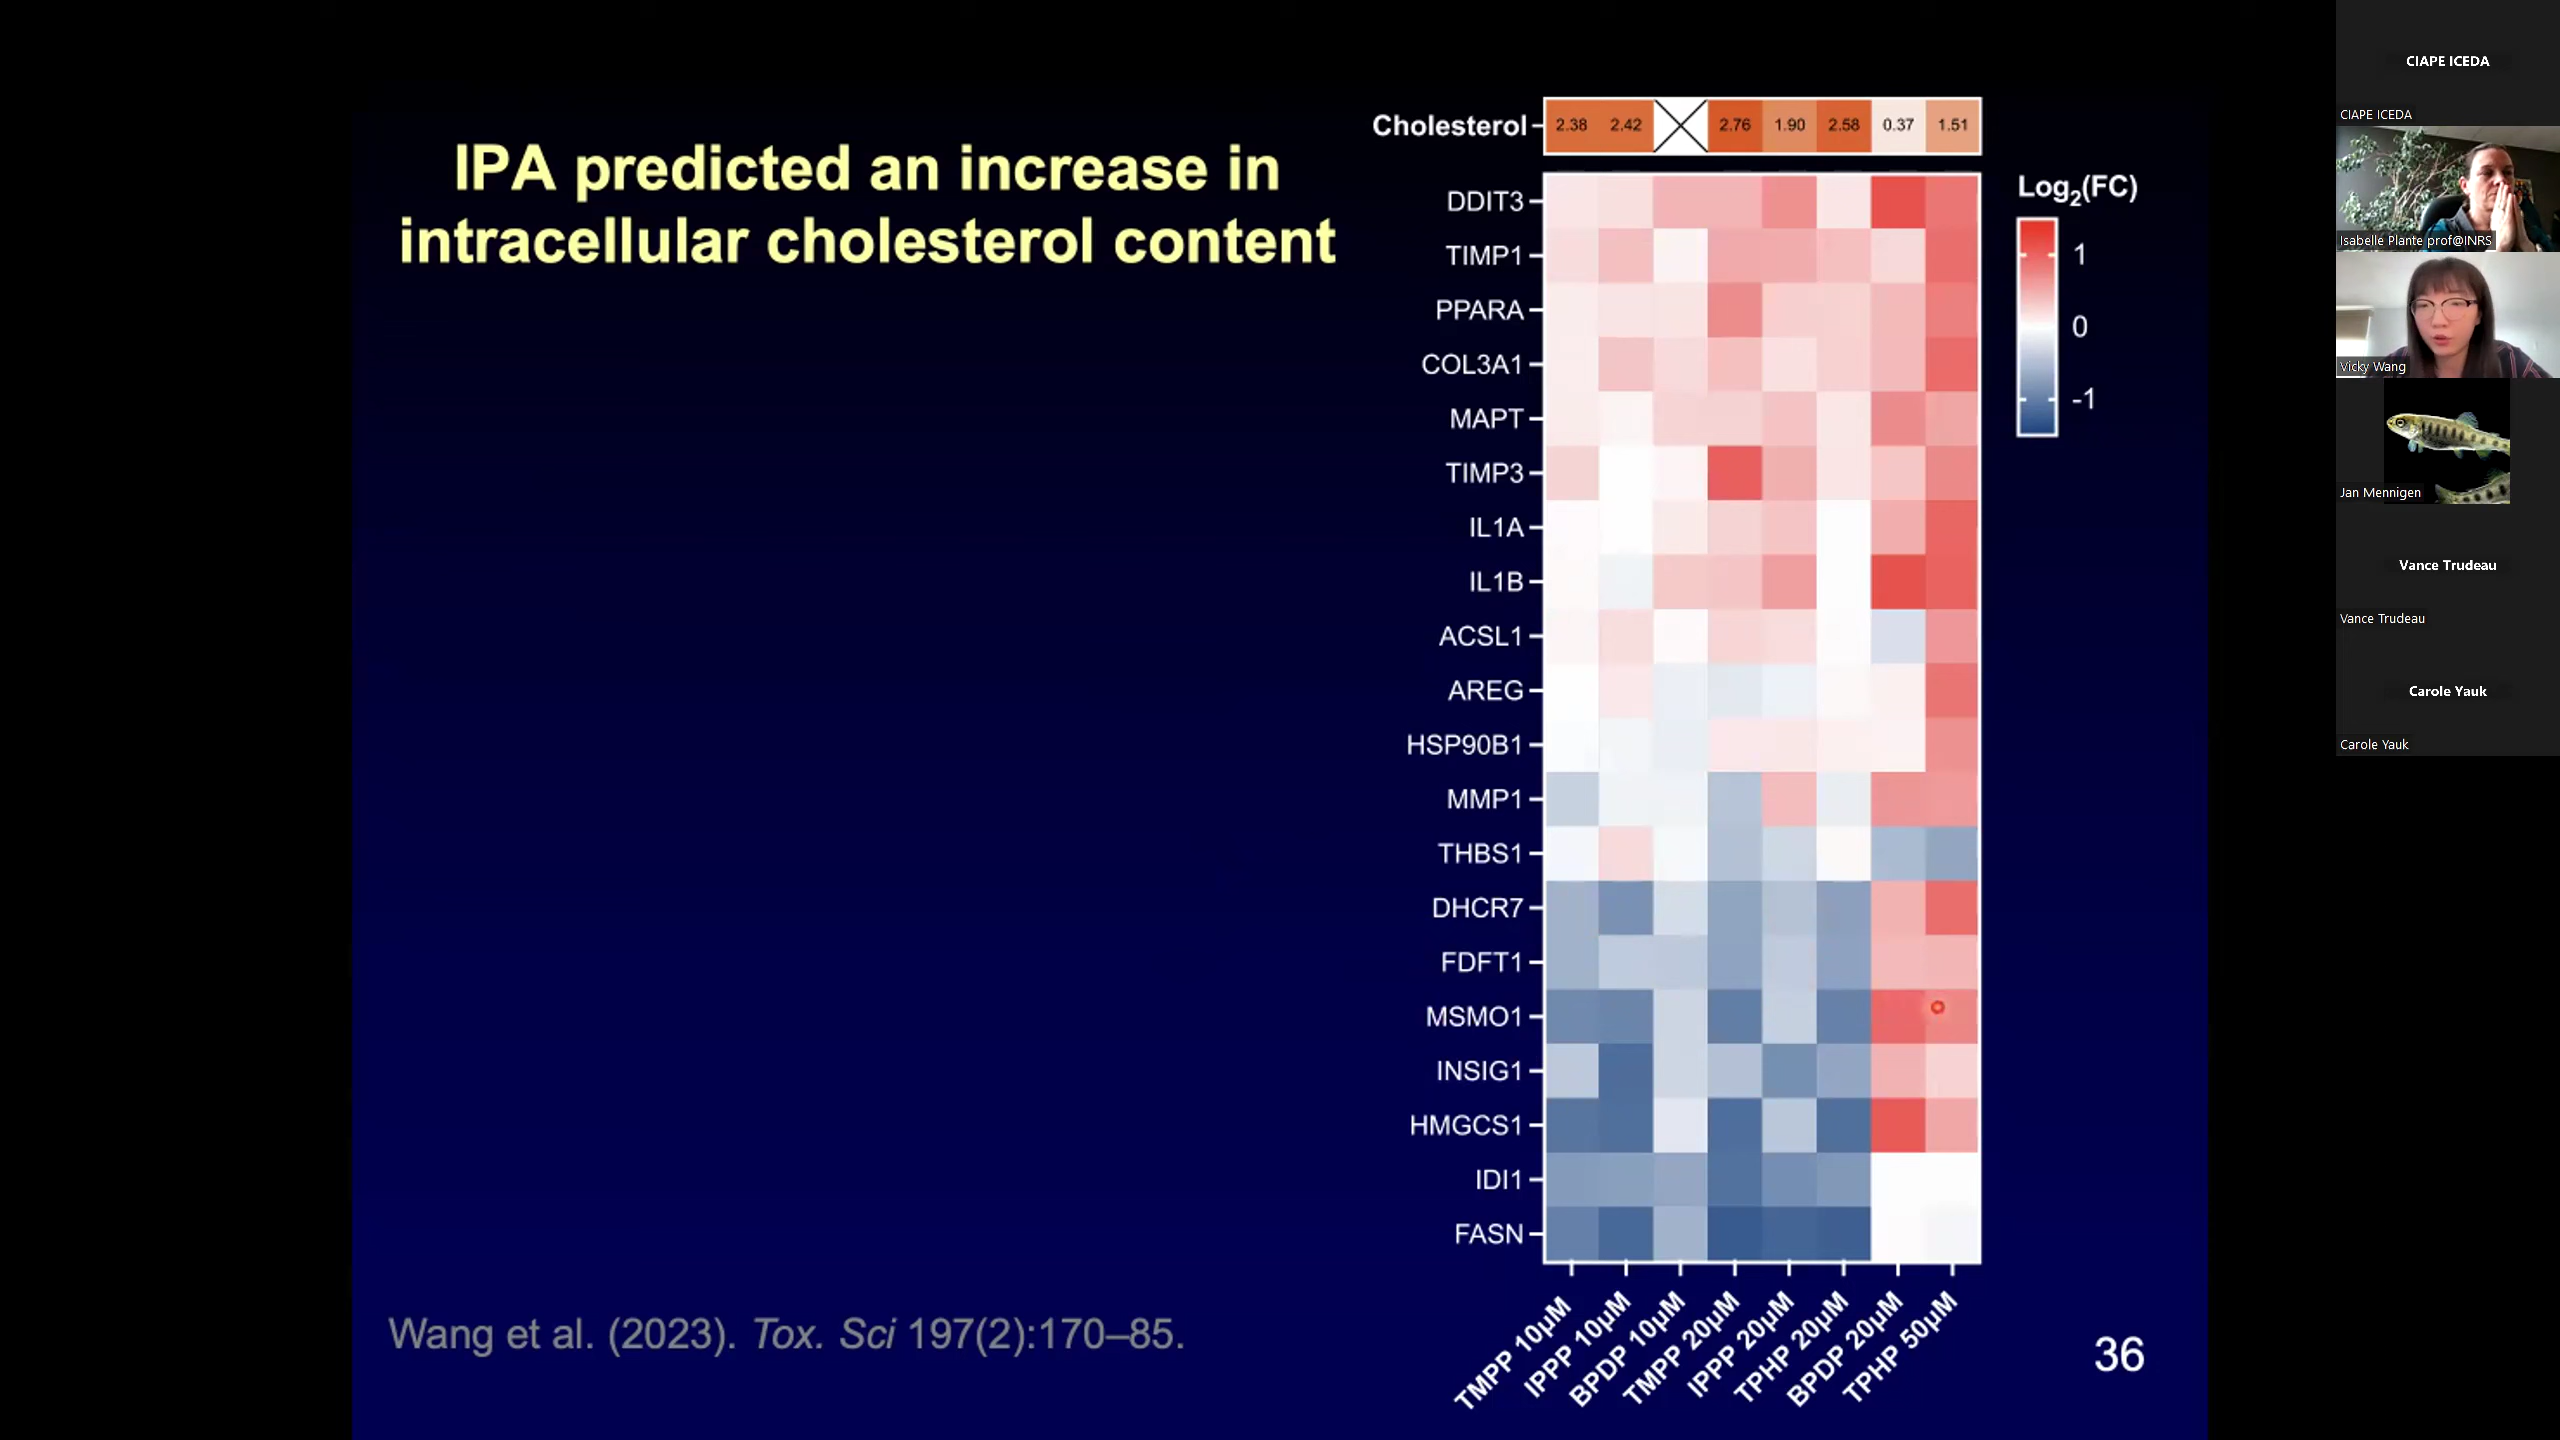 IPA predicted an increase in
intracellular cholesterol content
Cholesterol
2.38 2.42 2.76 1.90 2.58 0.37 1.51
DDIT3
TIMP1
PPARA
COL3A1
MAPT
TIMP3
IL1A
IL1B
ACSL1
AREG
HSP90B1
MMP1
THBS1
DHCR7
FDFT1
MSMO1
INSIG1
HMGCS1
IDI1
FASN
TMPP 10µM
IPPP 10µM
BPDP 10µM
TMPP 20µM
IPPP 20µM
TPHP 20µM
BPDP 20µM
TPHP 50µM
Log2(FC)
1
0
-1
Wang et al. (2023). Tox. Sci 197(2):170–85.
36
CIAPE ICEDA
CIAPE ICEDA
Isabelle Plante prof@INRS
Vicky Wang
Jan Mennigen
Vance Trudeau
Vance Trudeau
Carole Yauk
Carole Yauk